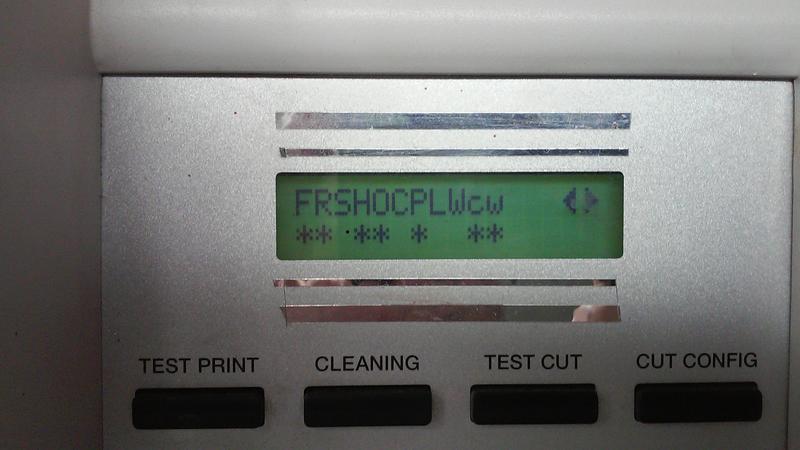 FRSHOCPLWcw
** ** * **
TEST PRINT
CLEANING
TEST CUT
CUT CONFIG